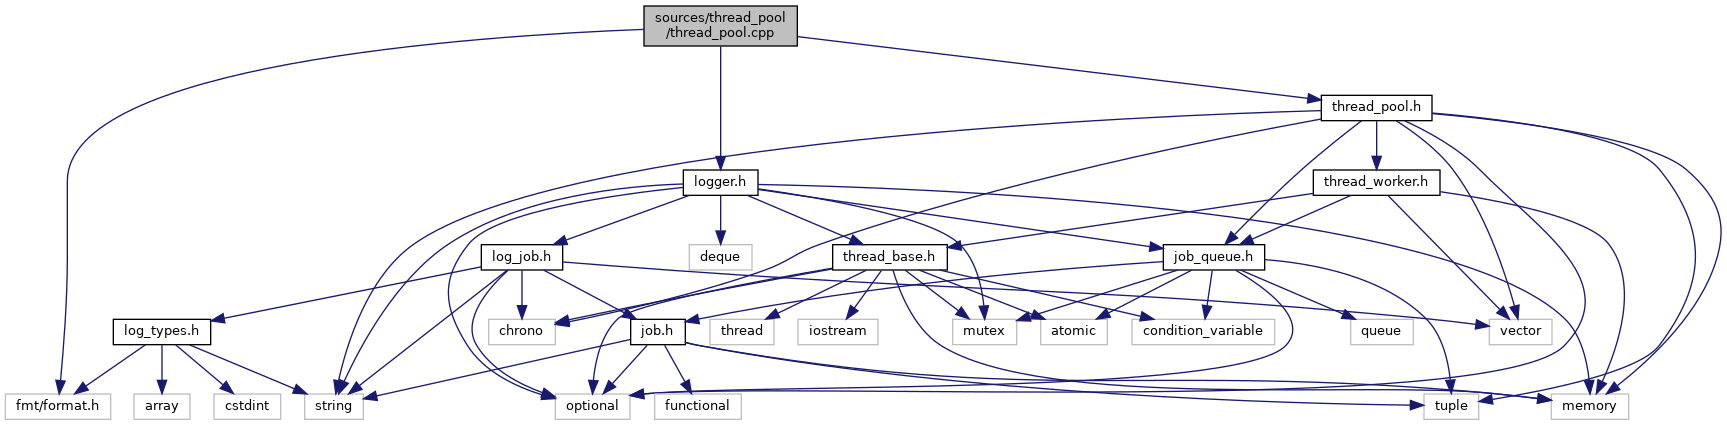 sources/thread_pool
/thread_pool.cpp
thread_pool.h
logger.h
thread_worker.h
log_job.h
deque
thread_base.h
job_queue.h
log_types.h
chrono
job.h
thread
iostream
mutex
atomic
condition_variable
queue
vector
fmt/format.h
array
cstdint
string
optional
functional
tuple
memory